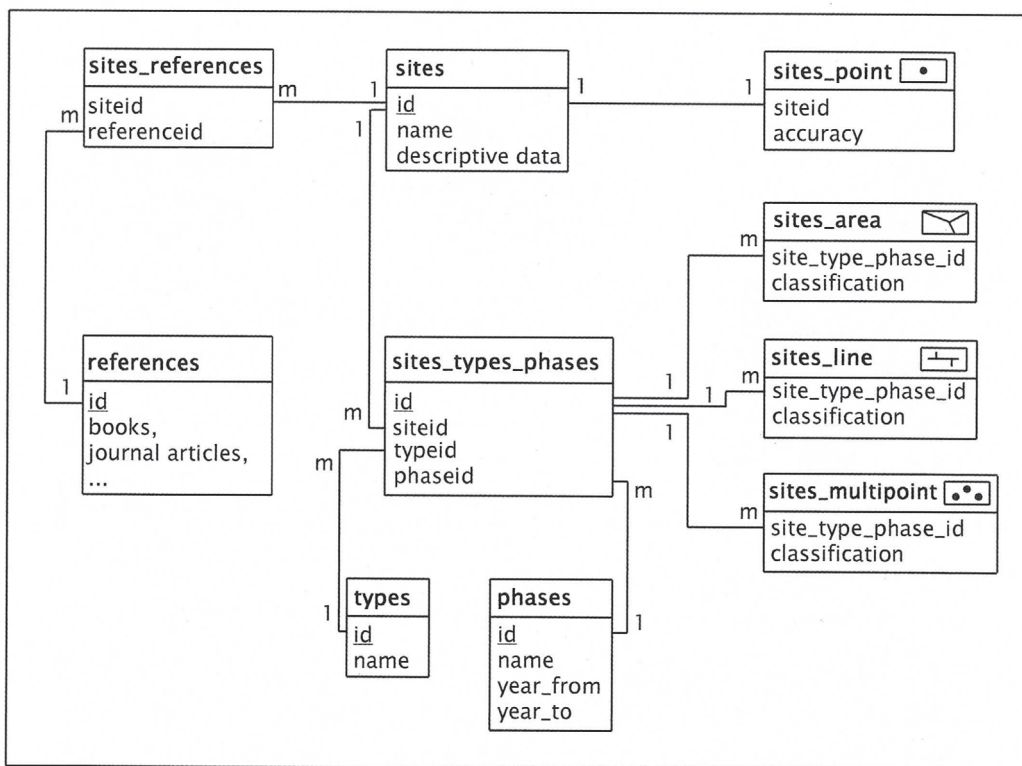 sites_references
siteid
referenceid
m
m
sites
id
name
descriptive data
1
1
1
1
sites_point
siteid
accuracy
sites_area
site_type_phase_id
classification
m
references
id
books,
journal articles,
...
1
sites_types_phases
id
siteid
typeid
phaseid
m
m
m
1
1
1
sites_line
site_type_phase_id
classification
m
sites_multipoint
site_type_phase_id
classification
m
types
id
name
1
phases
id
name
year_from
year_to
1